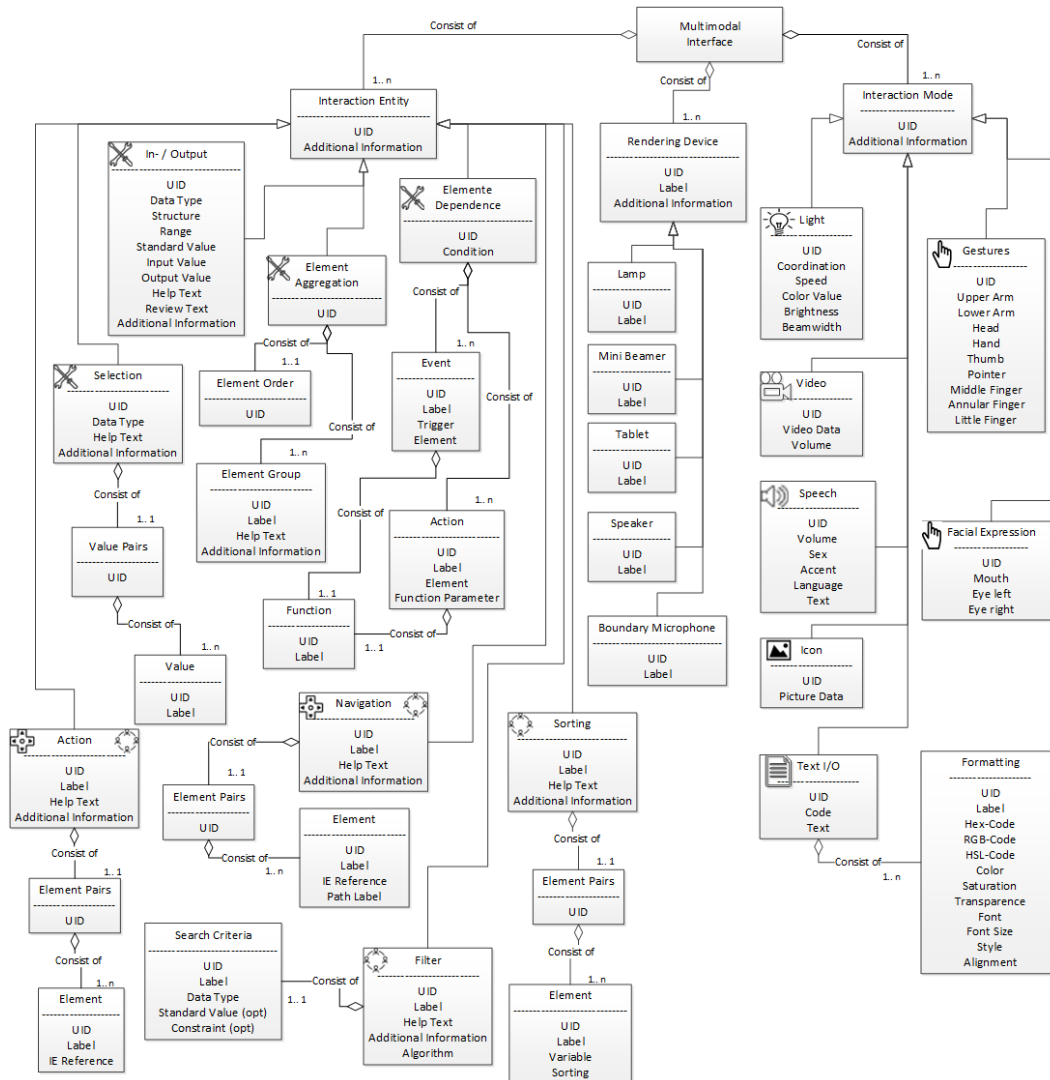 Multimodal
Interface
Consist of
Consist of
Consist of
1.. n
1.. n
1.. n
Interaction Entity
UID
Additional Information
Rendering Device
UID
Label
Additional Information
Interaction Mode
UID
Additional Information
In- / Output
UID
Data Type
Structure
Range
Standard Value
Input Value
Output Value
Help Text
Review Text
Additional Information
Element
Aggregation
UID
Elemente
Dependence
UID
Condition
Consist of
1.. 1
Consist of
1.. n
Consist of
1.. n
Consist of
1.. n
Selection
UID
Data Type
Help Text
Additional Information
Element Order
UID
Element Group
UID
Label
Help Text
Additional Information
Event
UID
Label
Trigger
Element
Consist of
1.. 1
Action
UID
Label
Element
Function Parameter
Consist of
1.. 1
Function
UID
Label
Consist of
1.. 1
Value Pairs
UID
Consist of
1.. n
Value
UID
Label
Lamp
UID
Label
Mini Beamer
UID
Label
Tablet
UID
Label
Speaker
UID
Label
Boundary Microphone
UID
Label
Light
UID
Coordination
Speed
Color Value
Brightness
Beamwidth
Gestures
UID
Upper Arm
Lower Arm
Head
Hand
Thumb
Pointer
Middle Finger
Annular Finger
Little Finger
Video
UID
Video Data
Volume
Speech
UID
Volume
Sex
Accent
Language
Text
Facial Expression
UID
Mouth
Eye left
Eye right
Icon
UID
Picture Data
Text I/O
UID
Code
Text
Consist of
1.. n
Formatting
UID
Label
Hex-Code
RGB-Code
HSL-Code
Color
Saturation
Transparence
Font
Font Size
Style
Alignment
Action
UID
Label
Help Text
Additional Information
Consist of
1.. 1
Element Pairs
UID
Consist of
1.. n
Element
UID
Label
IE Reference
Navigation
UID
Label
Help Text
Additional Information
Consist of
1.. 1
Element Pairs
UID
Consist of
1.. n
Element
UID
Label
IE Reference
Path Label
Sorting
UID
Label
Help Text
Additional Information
Consist of
1.. 1
Element Pairs
UID
Consist of
1.. n
Element
UID
Label
Variable
Sorting
Search Criteria
UID
Label
Data Type
Standard Value (opt)
Constraint (opt)
Consist of
1.. 1
Filter
UID
Label
Help Text
Additional Information
Algorithm